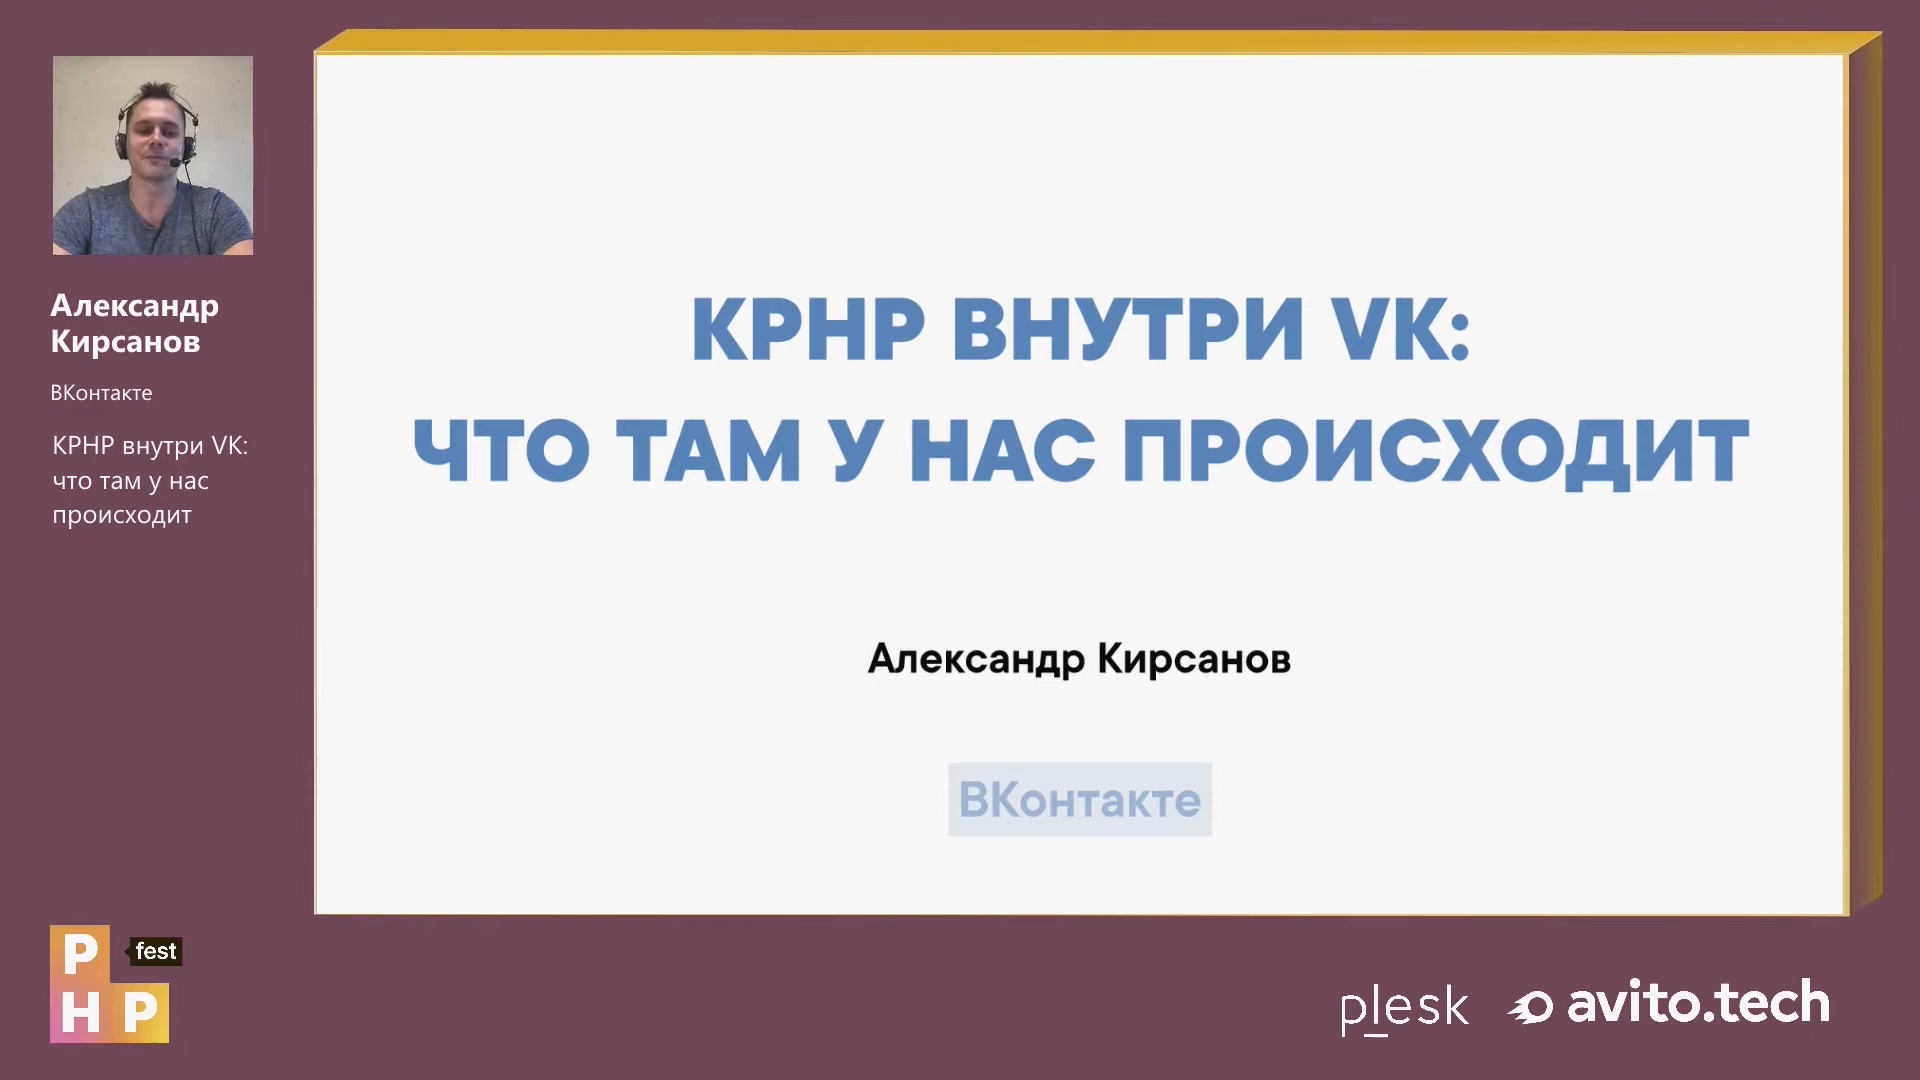 Александр
Кирсанов
ВКонтакте
КРНР внутри VK:
что там у нас
происходит
КРНР ВНУТРИ VK:
ЧТО ТАМ У НАС ПРОИСХОДИТ
Александр Кирсанов
ВКонтакте
P fest
HP
plesk avito.tech